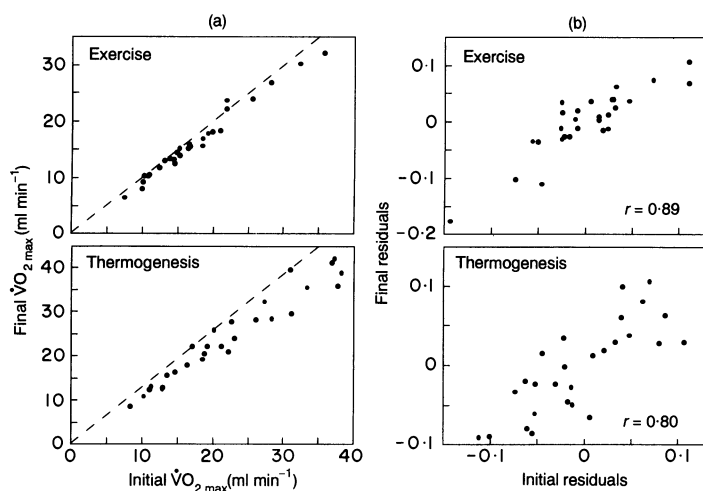 (a)
(b)
Exercise
30
20
10
0
Thermogenesis
40
30
20
10
0
0 10 20 30 40
Final V̇O₂ max (ml min⁻¹)
Initial V̇O₂ max (ml min⁻¹)
Exercise
0·1
0
−0·1
−0·2
r = 0·89
Thermogenesis
0·1
0
−0·1
r = 0·80
−0·1 0 0·1
Final residuals
Initial residuals